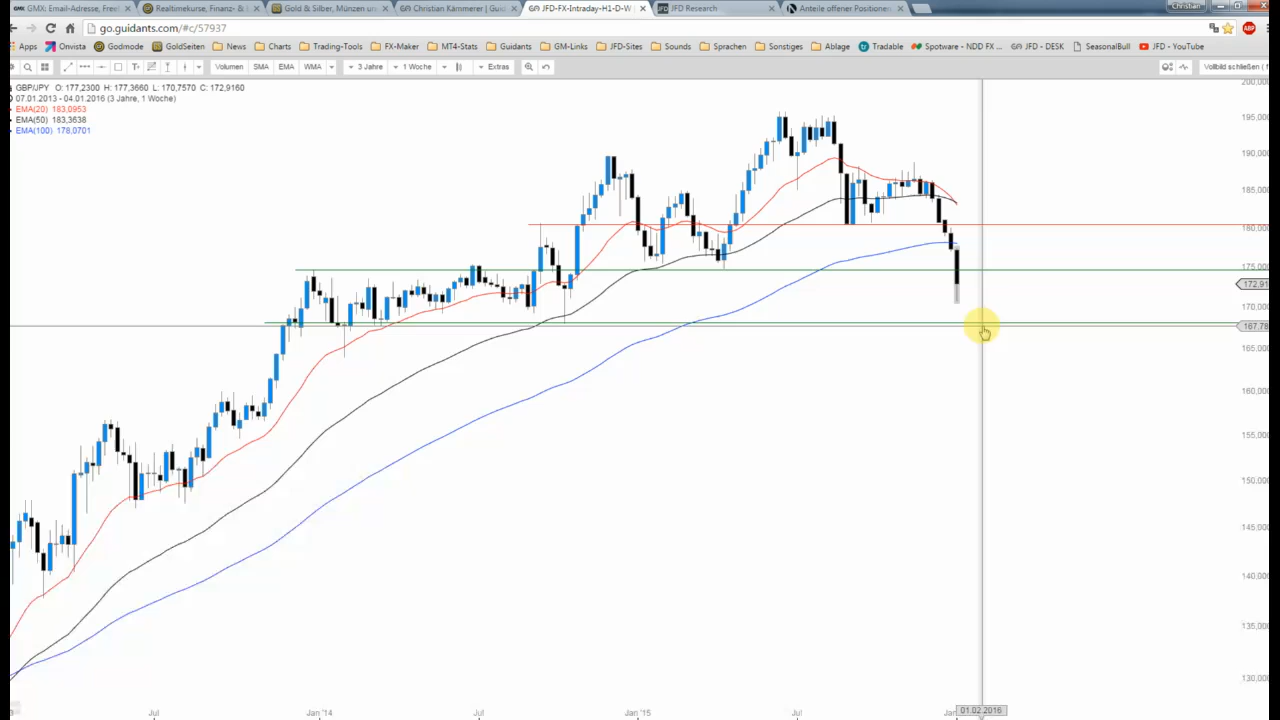 GMX: Email-Adresse, FreeM
Realtimekurse, Finanz- & B
Gold & Silber, Münzen un
Christian Kämmerer | Guid
JFD-FX-Intraday-H1-D-W |
JFD Research
Anteile offener Positionen
Christian
go.guidants.com/#c/57937
Apps Onvista Godmode GoldSeiten News Charts Trading-Tools FX-Maker MT4-Stats Guidants GM-Links JFD-Sites Sounds Sprachen Sonstiges Ablage Tradable Spotware - NDD FX ... JFD - DESK SeasonalBull JFD - YouTube
Volumen SMA EMA WMA 3 Jahre 1 Woche Extras Vollbild schließen
GBP/JPY O: 177,2300 H: 177,3660 L: 170,7570 C: 172,9160
07.01.2013 - 04.01.2016 (3 Jahre, 1 Woche)
EMA(20) 183,0953
EMA(50) 183,3638
EMA(100) 178,0701
200,000
195,000
190,000
185,000
180,000
175,000
172,91
170,000
167,78
165,000
160,000
155,000
150,000
145,900
140,000
135,000
130,000
Jul Jan '14 Jul Jan '15 Jul Jan 01.02.2016